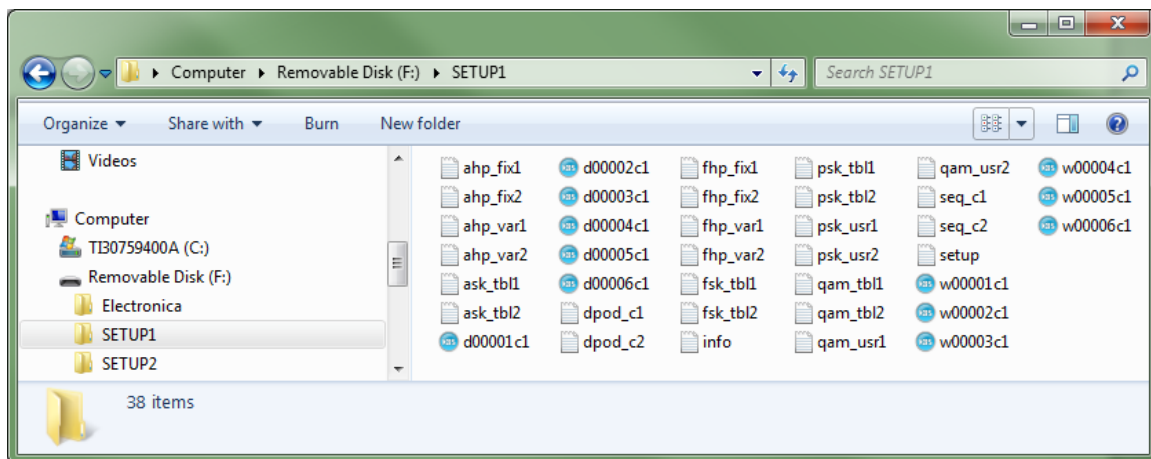 Computer Removable Disk (F:) SETUP1 Search SETUP1
Organize Share with Burn New folder
Videos
Computer
TI30759400A (C:)
Removable Disk (F:)
Electronica
SETUP1
SETUP2
ahp_fix1 d00002c1 fhp_fix1 psk_tbl1 qam_usr2 w00004c1
ahp_fix2 d00003c1 fhp_fix2 psk_tbl2 seq_c1 w00005c1
ahp_var1 d00004c1 fhp_var1 psk_usr1 seq_c2 w00006c1
ahp_var2 d00005c1 fhp_var2 psk_usr2 setup
ask_tbl1 d00006c1 fsk_tbl1 qam_tbl1 w00001c1
ask_tbl2 dpod_c1 fsk_tbl2 qam_tbl2 w00002c1
d00001c1 dpod_c2 info qam_usr1 w00003c1
38 items